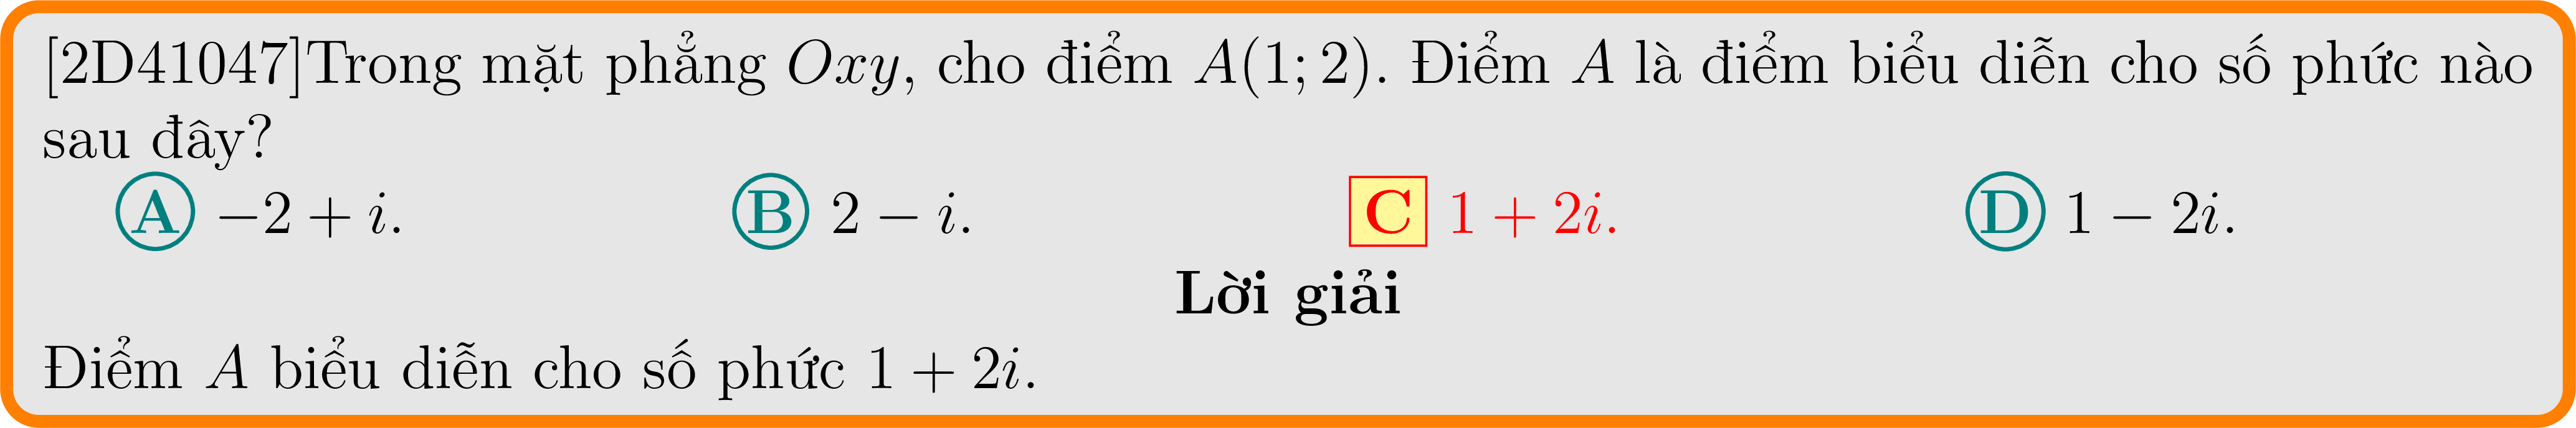 [2D41047]Trong mặt phẳng Oxy, cho điểm A(1; 2). Điểm A là điểm biểu diễn cho số phức nào
sau đây?
A −2 + i. B 2 − i. C 1 + 2i. D 1 − 2i.
Lời giải
Điểm A biểu diễn cho số phức 1 + 2i.